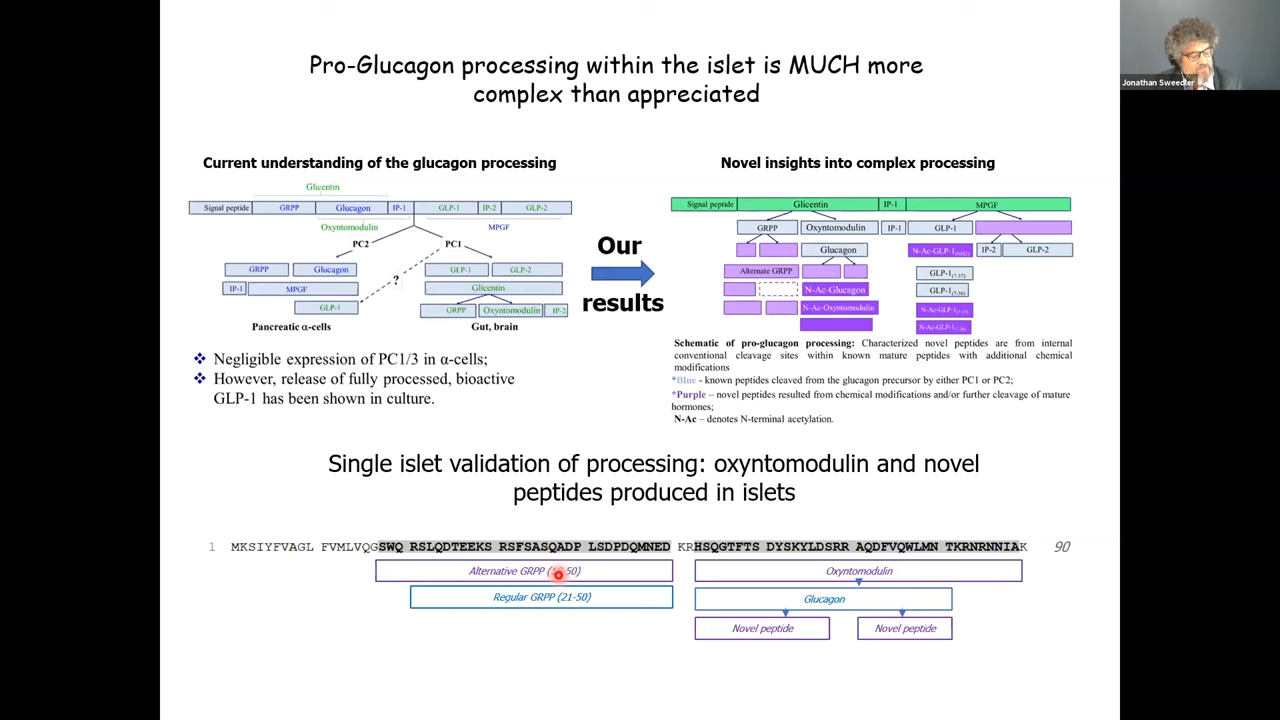 Pro-Glucagon processing within the islet is MUCH more
complex than appreciated
Jonathan Sweedler
Current understanding of the glucagon processing
Glicentin
Signal peptide GRPP Glucagon IP-1 GLP-1 IP-2 GLP-2
Oxyntomodulin MPGF
PC2 PC1
GRPP Glucagon GLP-1 GLP-2
?
IP-1 MPGF Glicentin
GLP-1 GRPP Oxyntomodulin IP-2
Pancreatic α-cells Gut, brain
❖ Negligible expression of PC1/3 in α-cells;
❖ However, release of fully processed, bioactive
GLP-1 has been shown in culture.
Our
results
Novel insights into complex processing
Signal peptide Glicentin IP-1 MPGF
GRPP Oxyntomodulin IP-1 GLP-1
Glucagon IP-2 GLP-2
Alternate GRPP GLP-1(7-37)
N-Ac-Glucagon GLP-1(7-36)
N-Ac-Oxyntomodulin
Schematic of pro-glucagon processing: Characterized novel peptides are from internal
conventional cleavage sites within known mature peptides with additional chemical
modifications
*Blue - known peptides cleaved from the glucagon precursor by either PC1 or PC2;
*Purple – novel peptides resulted from chemical modifications and/or further cleavage of mature
hormones;
N-Ac – denotes N-terminal acetylation.
Single islet validation of processing: oxyntomodulin and novel
peptides produced in islets
1 MKSIYFVAGL FVMLVQGSWQ RSLQDTEEKS RSFSASQADP LSDPDQMNED KRHSQGTFTS DYSKYLDSRR AQDFVQWLMN TKRNRNNIAK 90
Alternative GRPP 50) Oxyntomodulin
Regular GRPP (21-50) Glucagon
Novel peptide Novel peptide